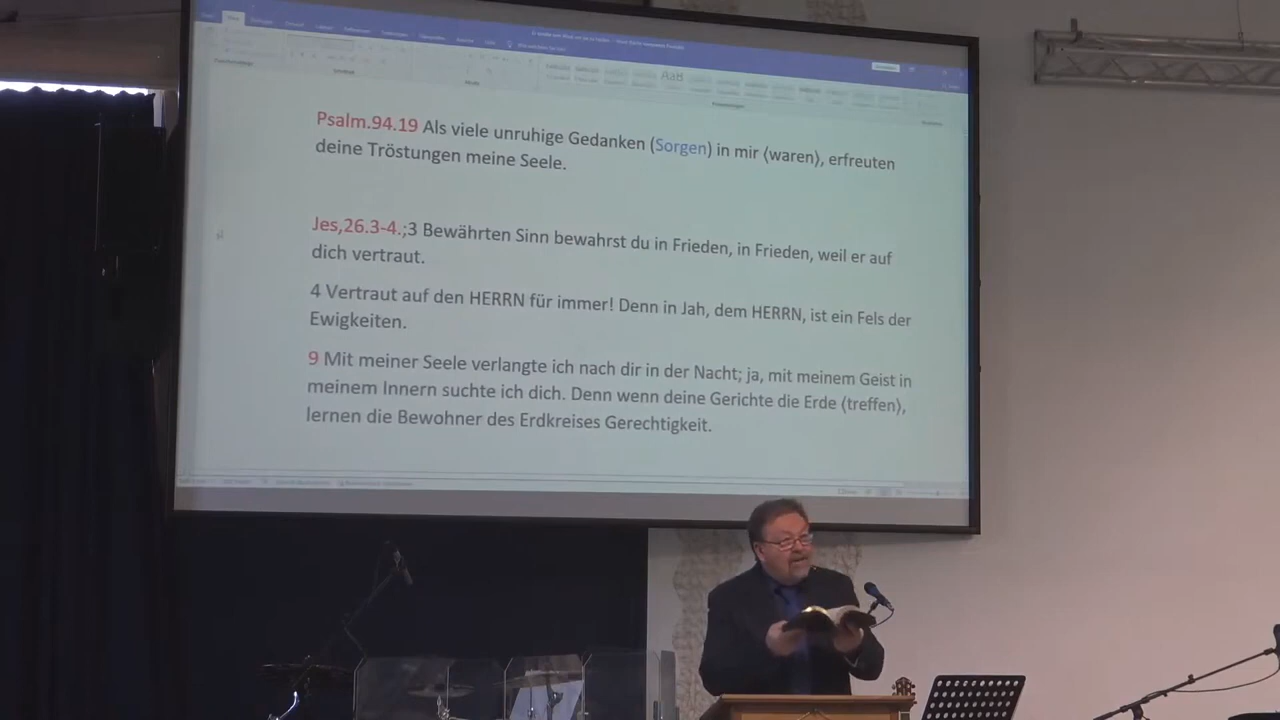 Psalm.94.19 Als viele unruhige Gedanken (Sorgen) in mir ⟨waren⟩, erfreuten
deine Tröstungen meine Seele.
Jes,26.3-4.;3 Bewährten Sinn bewahrst du in Frieden, in Frieden, weil er auf
dich vertraut.
4 Vertraut auf den HERRN für immer! Denn in Jah, dem HERRN, ist ein Fels der
Ewigkeiten.
9 Mit meiner Seele verlangte ich nach dir in der Nacht; ja, mit meinem Geist in
meinem Innern suchte ich dich. Denn wenn deine Gerichte die Erde ⟨treffen⟩,
lernen die Bewohner des Erdkreises Gerechtigkeit.